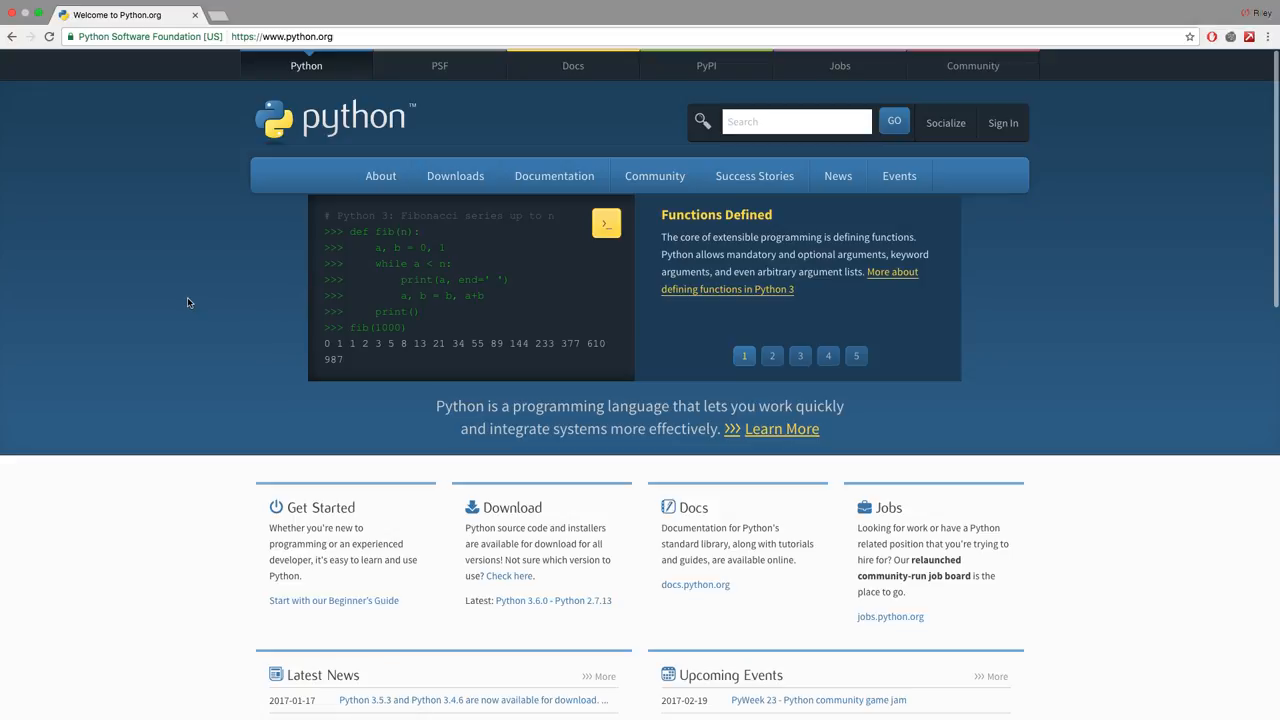 Welcome to Python.org
Riley
Python Software Foundation [US] https://www.python.org
Python PSF Docs PyPI Jobs Community
python™
Search GO Socialize Sign In
About Downloads Documentation Community Success Stories News Events
# Python 3: Fibonacci series up to n
>>> def fib(n):
>>> a, b = 0, 1
>>> while a < n:
>>> print(a, end=' ')
>>> a, b = b, a+b
>>> print()
>>> fib(1000)
0 1 1 2 3 5 8 13 21 34 55 89 144 233 377 610
987
>_
Functions Defined
The core of extensible programming is defining functions.
Python allows mandatory and optional arguments, keyword
arguments, and even arbitrary argument lists. More about
defining functions in Python 3
1 2 3 4 5
Python is a programming language that lets you work quickly
and integrate systems more effectively. >>> Learn More
Get Started
Whether you're new to
programming or an experienced
developer, it's easy to learn and use
Python.
Start with our Beginner's Guide
Download
Python source code and installers
are available for download for all
versions! Not sure which version to
use? Check here.
Latest: Python 3.6.0 - Python 2.7.13
Docs
Documentation for Python's
standard library, along with tutorials
and guides, are available online.
docs.python.org
Jobs
Looking for work or have a Python
related position that you're trying to
hire for? Our relaunched
community-run job board is the
place to go.
jobs.python.org
Latest News >>> More
2017-01-17 Python 3.5.3 and Python 3.4.6 are now available for download. ...
Upcoming Events >>> More
2017-02-19 PyWeek 23 - Python community game jam